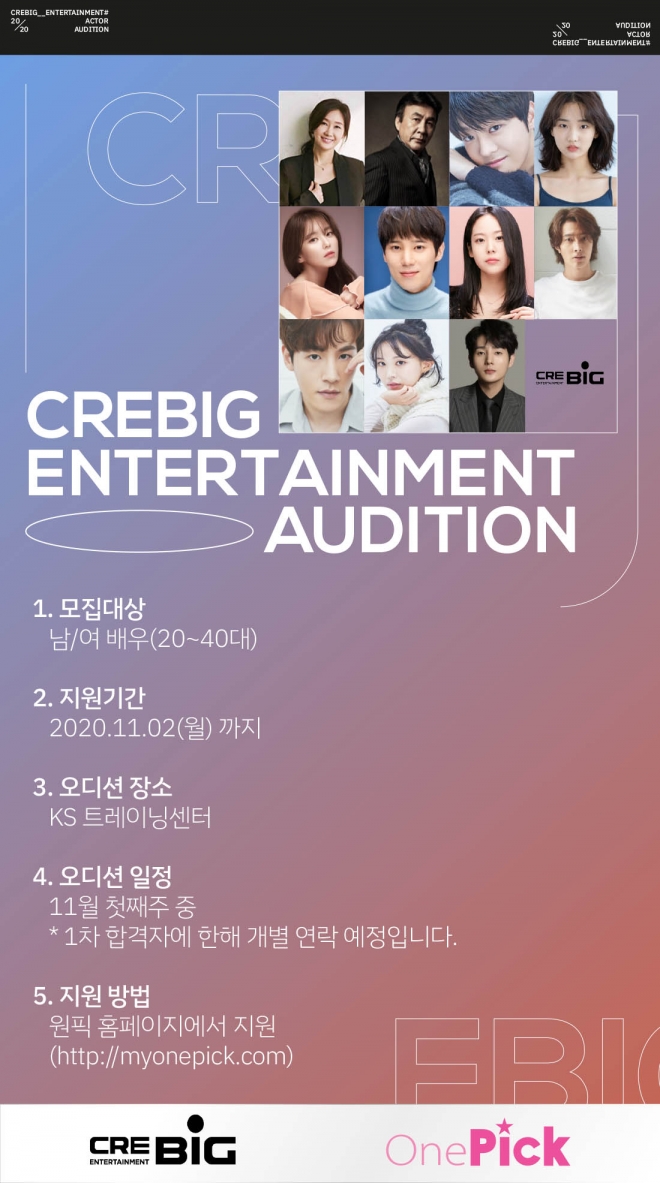 CREBIG__ENTERTAINMENT#
20/20 ACTOR
AUDITION
CREBIG__ENTERTAINMENT#
20/20 ACTOR
AUDITION
CR
CRE BIG
ENTERTAINMENT
CREBIG
ENTERTAINMENT
AUDITION
1. 모집대상
남/여 배우(20~40대)
2. 지원기간
2020.11.02(월) 까지
3. 오디션 장소
KS 트레이닝센터
4. 오디션 일정
11월 첫째주 중
* 1차 합격자에 한해 개별 연락 예정입니다.
5. 지원 방법
원픽 홈페이지에서 지원
(http://myonepick.com)
EBIG
CRE BIG
ENTERTAINMENT
OnePick